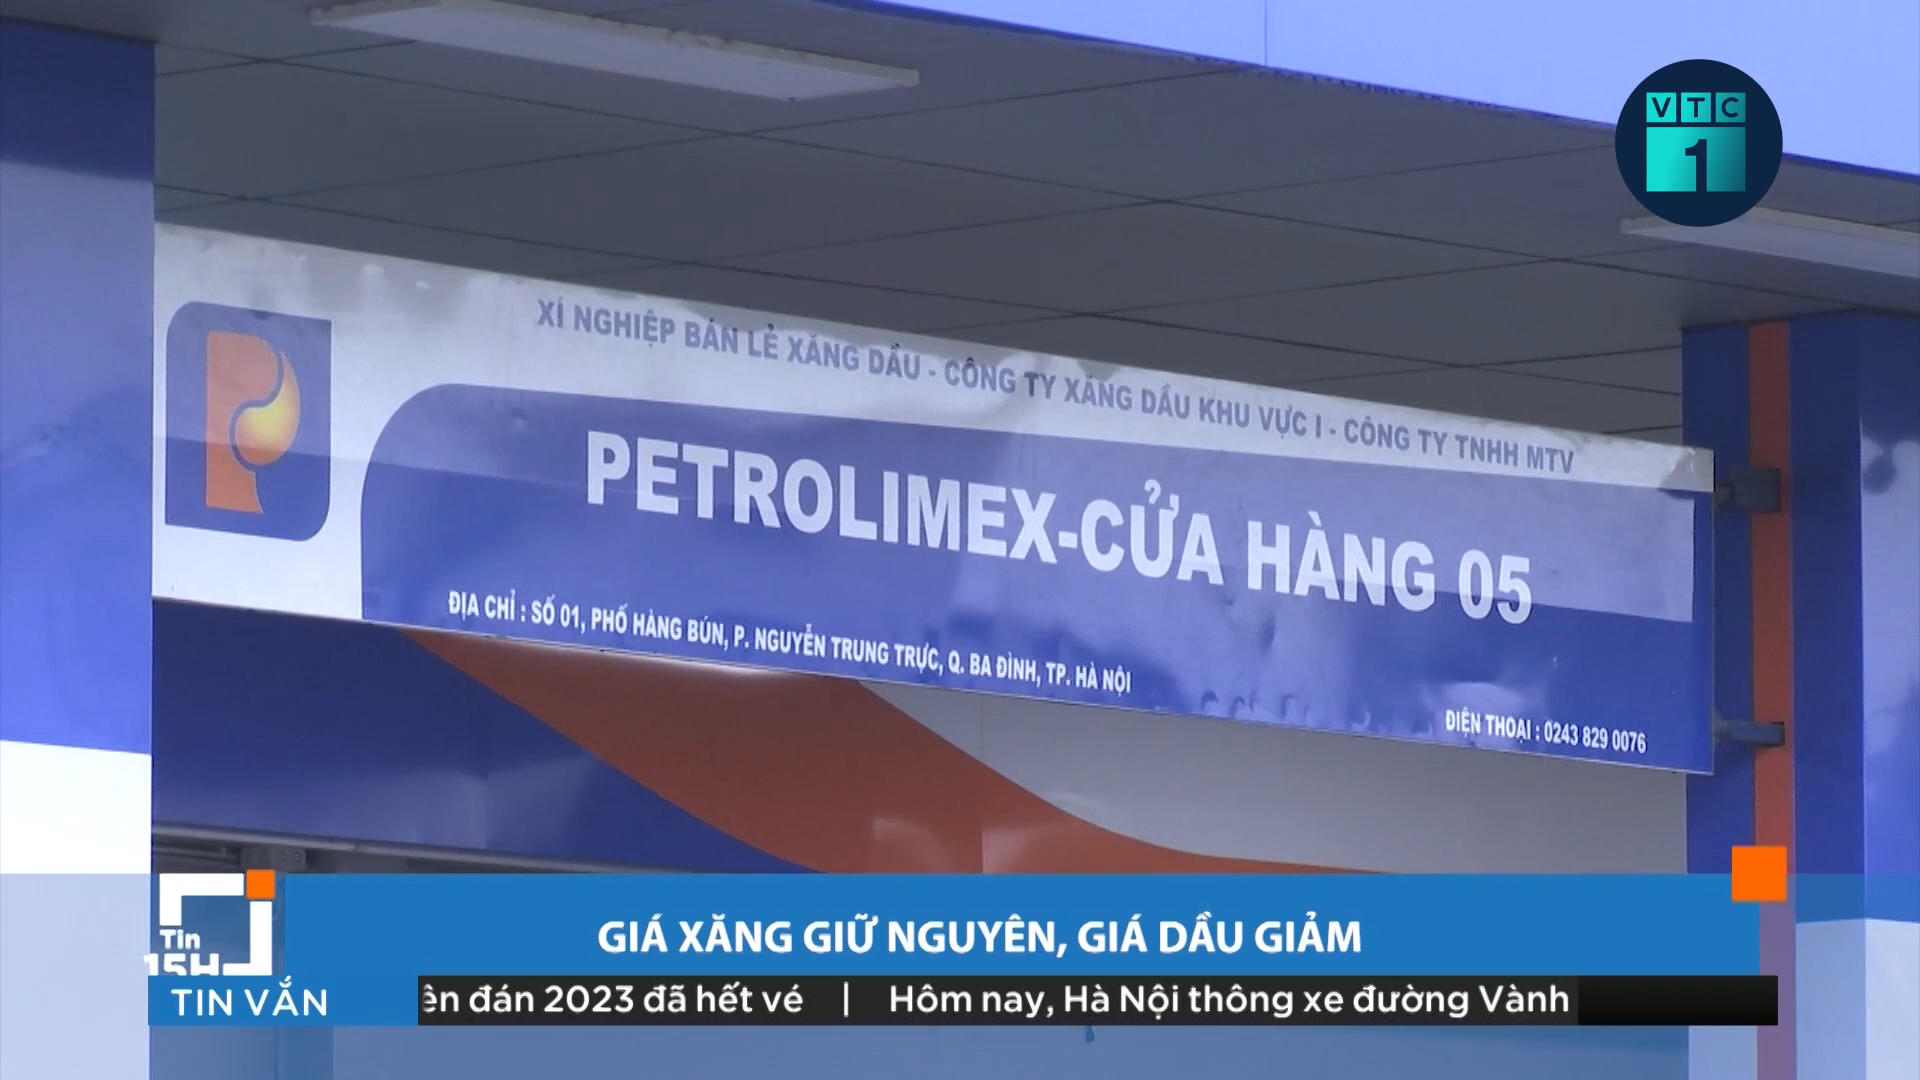 VTC
1
XÍ NGHIỆP BÁN LẺ XĂNG DẦU - CÔNG TY XĂNG DẦU KHU VỰC I - CÔNG TY TNHH MTV
PETROLIMEX-CỬA HÀNG 05
ĐỊA CHỈ : SỐ 01, PHỐ HÀNG BÚN, P. NGUYỄN TRUNG TRỰC, Q. BA ĐÌNH, TP. HÀ NỘI
ĐIỆN THOẠI : 0243 829 0076
GIÁ XĂNG GIỮ NGUYÊN, GIÁ DẦU GIẢM
Tin
15H
TIN VẮN
ên đán 2023 đã hết vé | Hôm nay, Hà Nội thông xe đường Vành